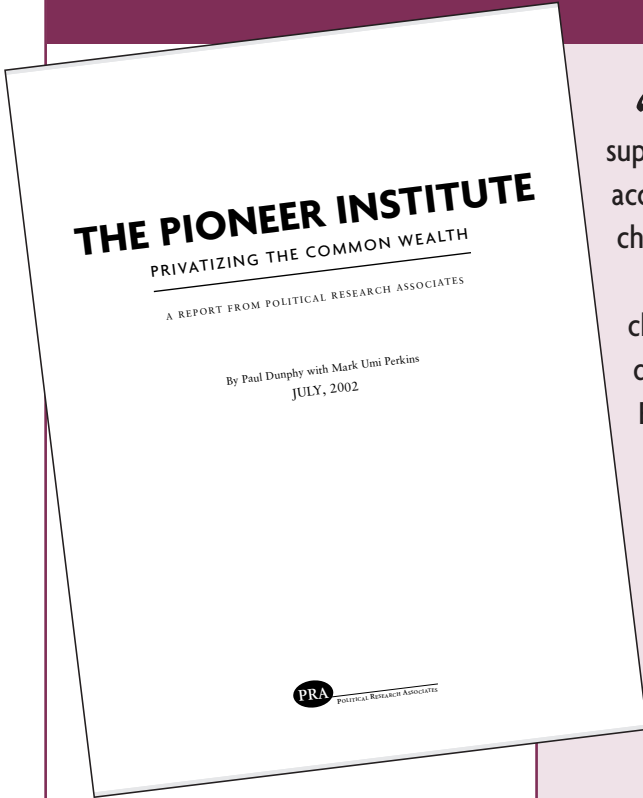 THE PIONEER INSTITUTE
PRIVATIZING THE COMMON WEALTH
A REPORT FROM POLITICAL RESEARCH ASSOCIATES
By Paul Dunphy with Mark Umi Perkins
JULY, 2002
PRA POLITICAL RESEARCH ASSOCIATES
“